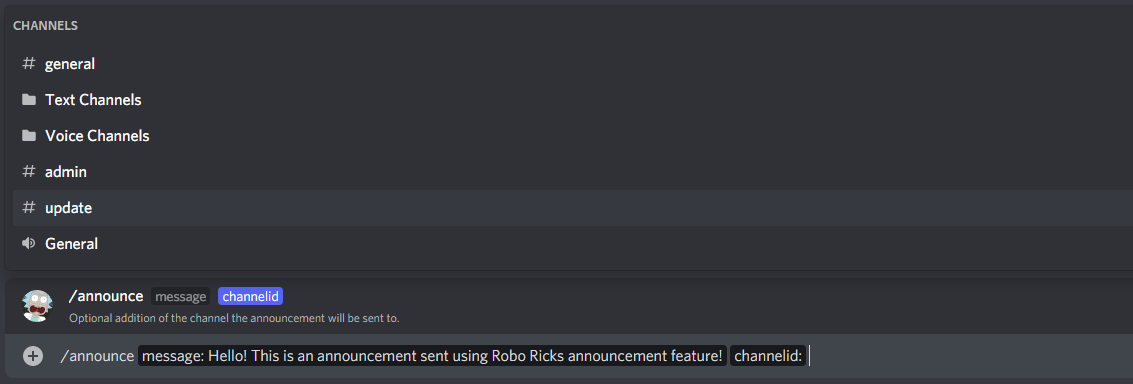 CHANNELS
# general
Text Channels
Voice Channels
# admin
# update
General
/announce message channelid
Optional addition of the channel the announcement will be sent to.
/announce message: Hello! This is an announcement sent using Robo Ricks announcement feature! channelid: